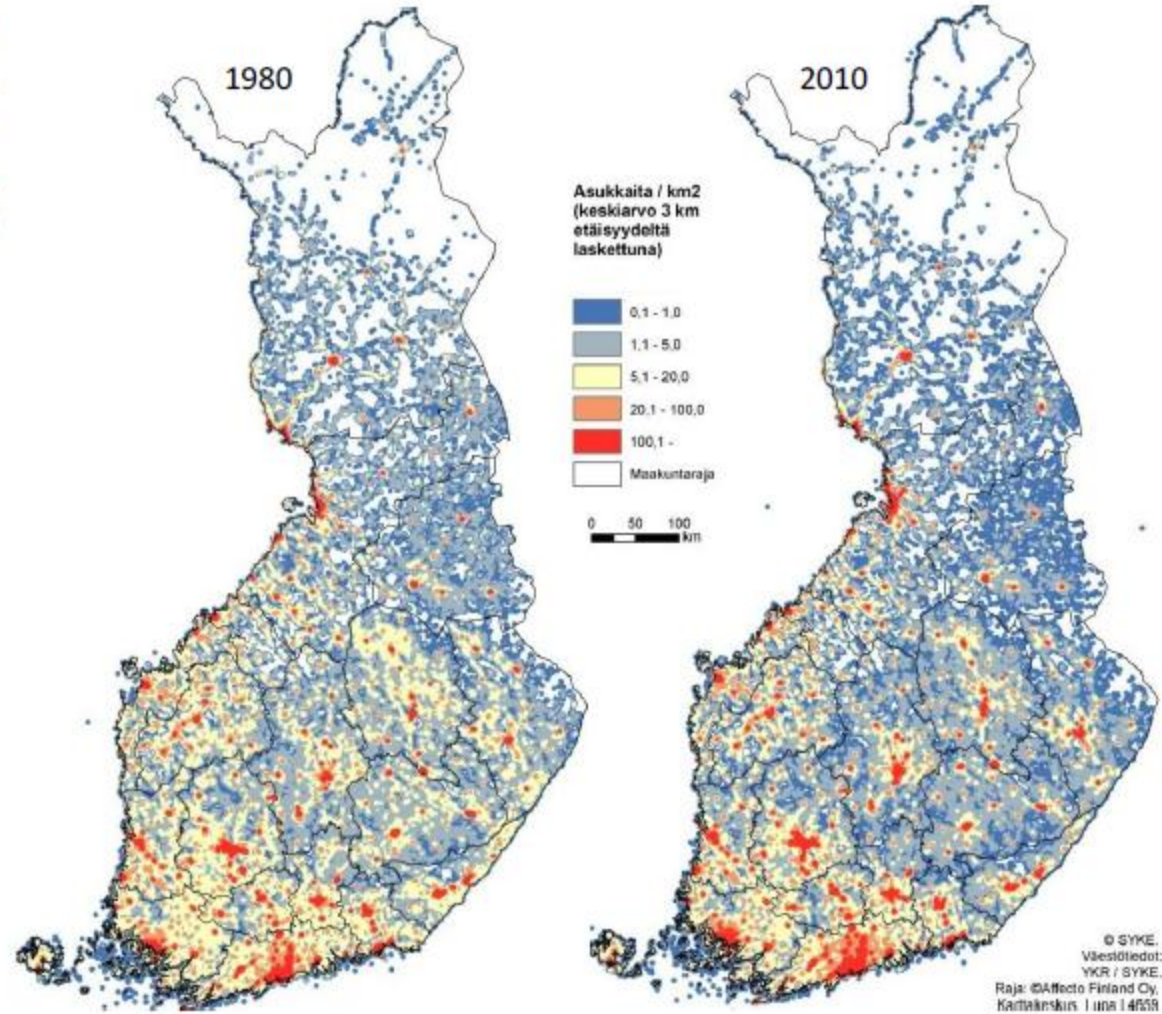 1980
2010
Asukkaita / km2
(keskiarvo 3 km
etäisyydeltä
laskettuna)
0,1 - 1,0
1,1 - 5,0
5,1 - 20,0
20,1 - 100,0
100,1 -
Maakuntaraja
0 50 100
km
© SYKE.
Väestötiedot:
YKR / SYKE.
Raja: ©Affecto Finland Oy,
Karttakeskus, Lupa L4659